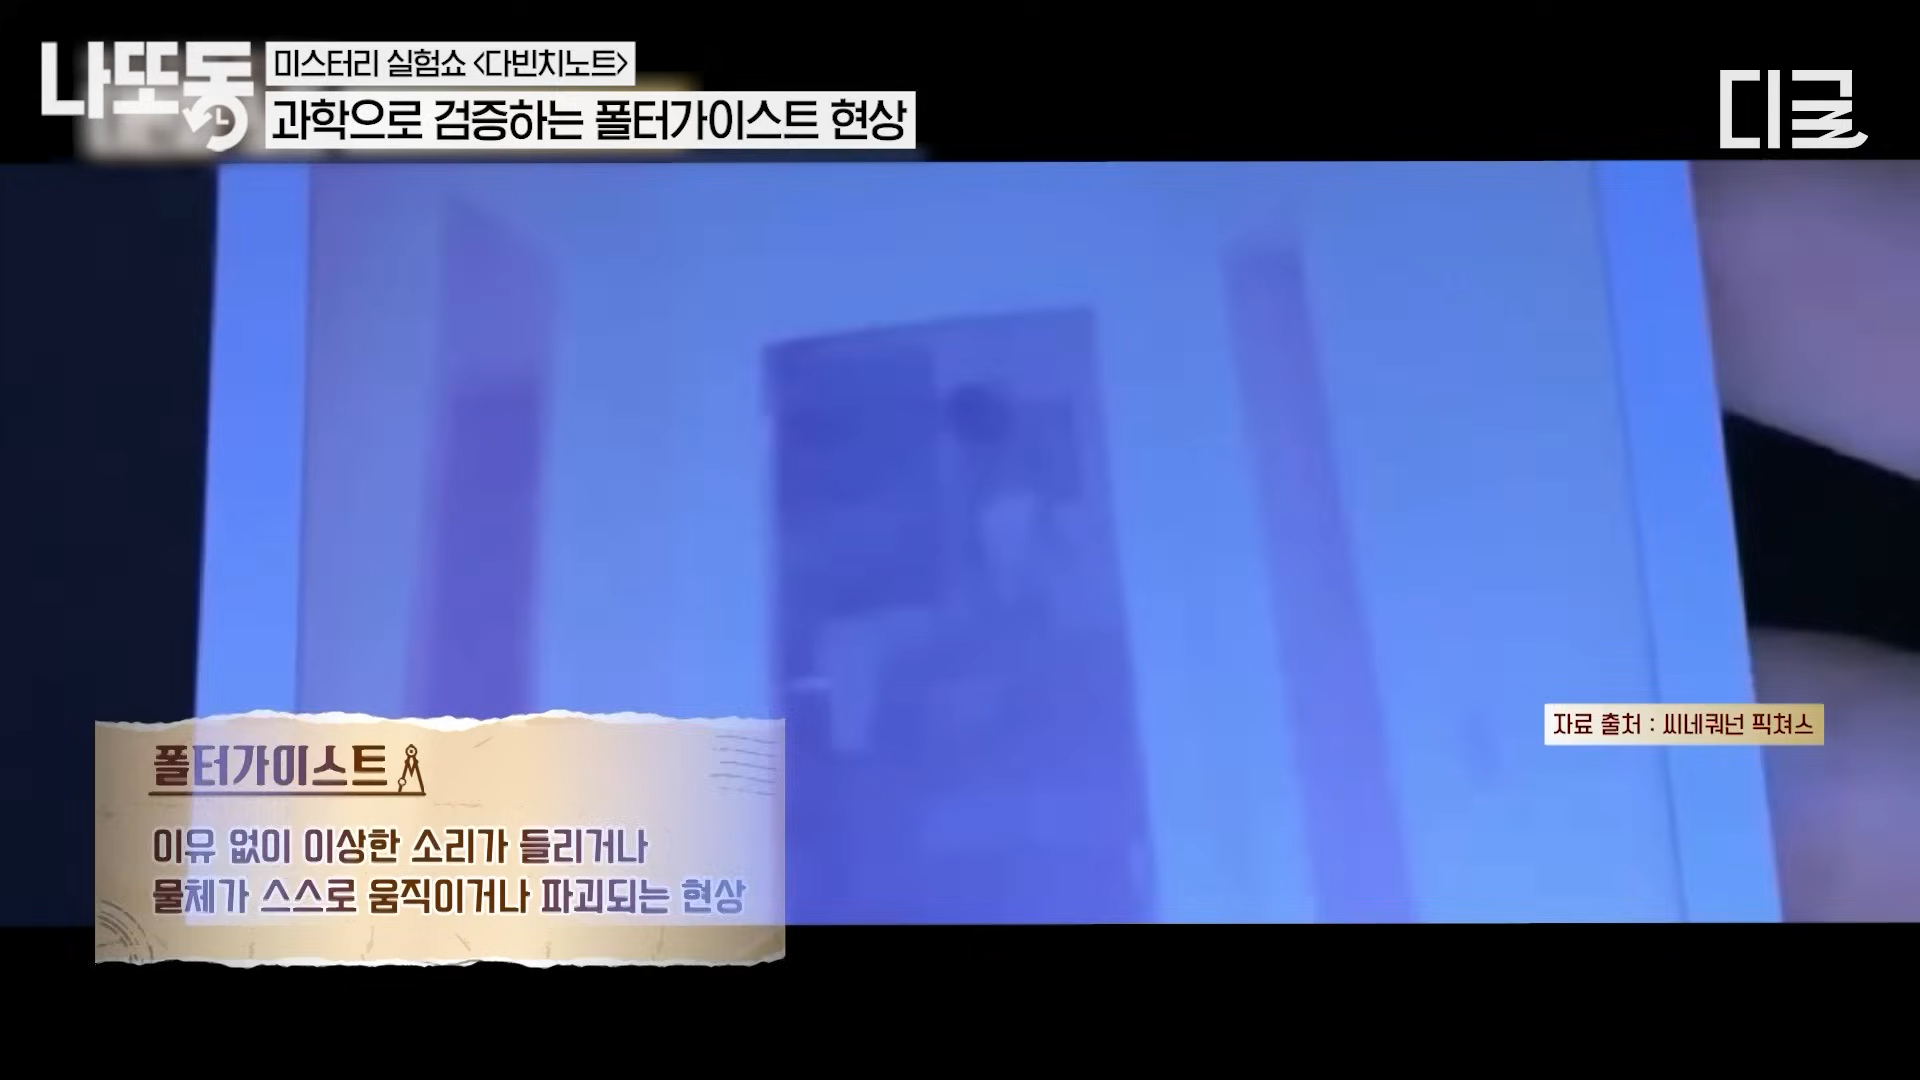 나또동
미스터리 실험쇼 <다빈치노트>
과학으로 검증하는 폴터가이스트 현상
디글
자료 출처 : 씨네쿼넌 픽쳐스
폴터가이스트
이유 없이 이상한 소리가 들리거나
물체가 스스로 움직이거나 파괴되는 현상